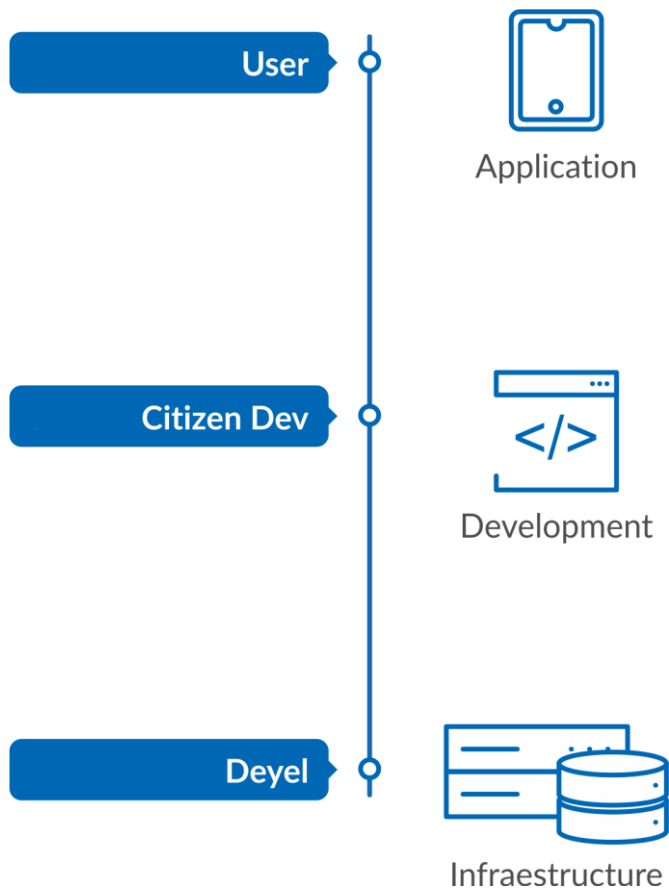 User
Application
Citizen Dev
</>
Development
Deyel
Infraestructure